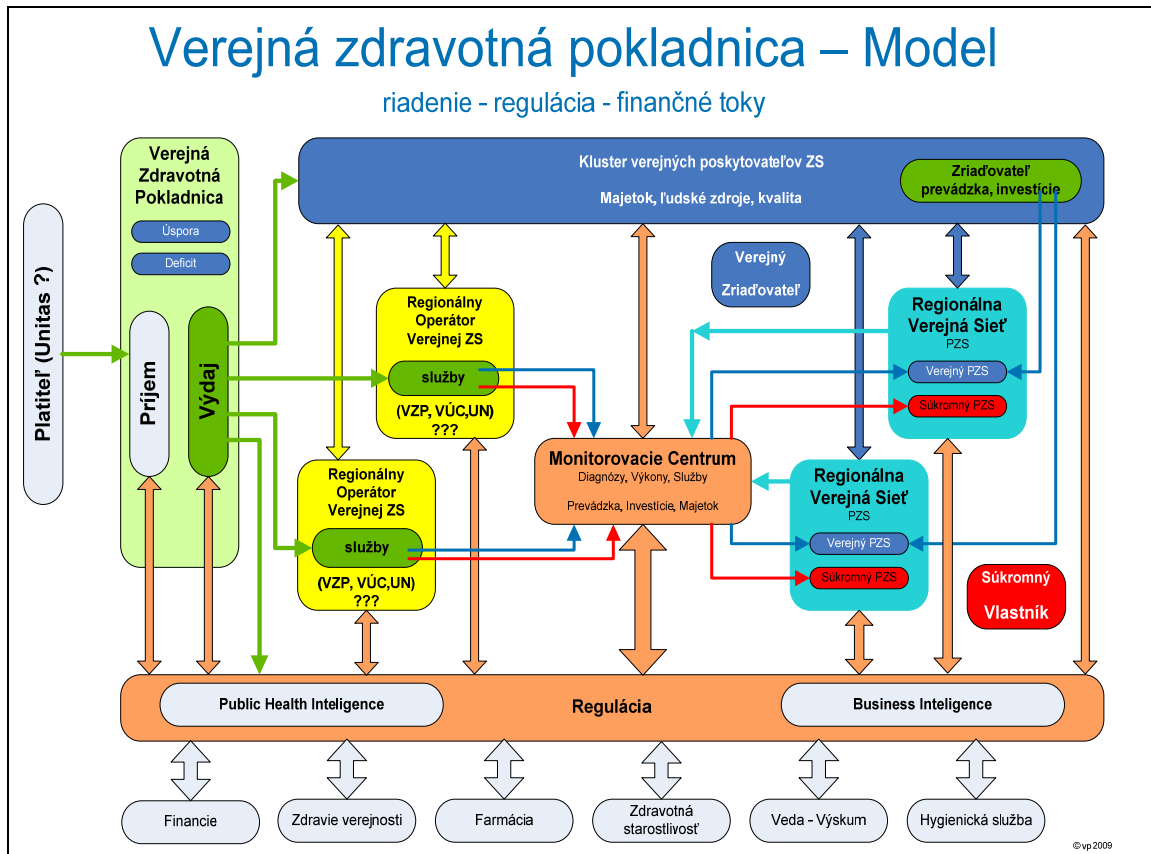 Verejná zdravotná pokladnica – Model
riadenie - regulácia - finančné toky
Platiteľ (Unitas ?)
Verejná
Zdravotná
Pokladnica
Úspora
Deficit
Príjem
Výdaj
Kluster verejných poskytovateľov ZS
Majetok, ľudské zdroje, kvalita
Zriaďovateľ
prevádzka, investície
Verejný
Zriaďovateľ
Regionálny
Operátor
Verejnej ZS
služby
(VZP, VÚC,UN)
???
Regionálna
Verejná Sieť
PZS
Verejný PZS
Súkromný PZS
Regionálny
Operátor
Verejnej ZS
služby
(VZP, VÚC,UN)
???
Monitorovacie Centrum
Diagnózy, Výkony, Služby
Prevádzka, Investície, Majetok
Regionálna
Verejná Sieť
PZS
Verejný PZS
Súkromný PZS
Súkromný
Vlastník
Public Health Inteligence
Regulácia
Business Inteligence
Financie
Zdravie verejnosti
Farmácia
Zdravotná
starostlivosť
Veda - Výskum
Hygienická služba
©vp2009